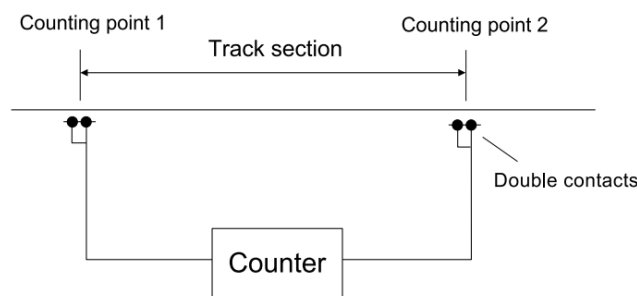 Counting point 1
Counting point 2
Track section
Double contacts
Counter